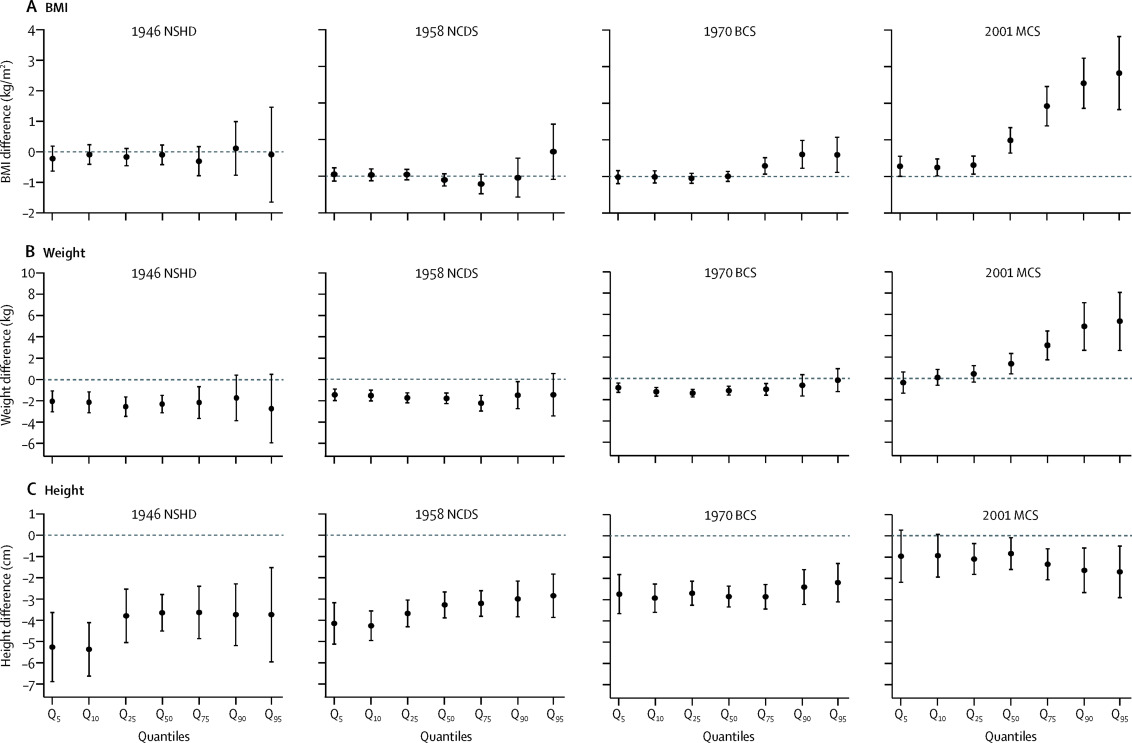 A BMI
1946 NSHD 1958 NCDS 1970 BCS 2001 MCS
BMI difference (kg/m²)
4
3
2
1
0
–1
–2
B Weight
1946 NSHD 1958 NCDS 1970 BCS 2001 MCS
Weight difference (kg)
10
8
6
4
2
0
–2
–4
–6
C Height
1946 NSHD 1958 NCDS 1970 BCS 2001 MCS
Height difference (cm)
1
0
–1
–2
–3
–4
–5
–6
–7
Q₅ Q₁₀ Q₂₅ Q₅₀ Q₇₅ Q₉₀ Q₉₅ Q₅ Q₁₀ Q₂₅ Q₅₀ Q₇₅ Q₉₀ Q₉₅ Q₅ Q₁₀ Q₂₅ Q₅₀ Q₇₅ Q₉₀ Q₉₅ Q₅ Q₁₀ Q₂₅ Q₅₀ Q₇₅ Q₉₀ Q₉₅
Quantiles Quantiles Quantiles Quantiles